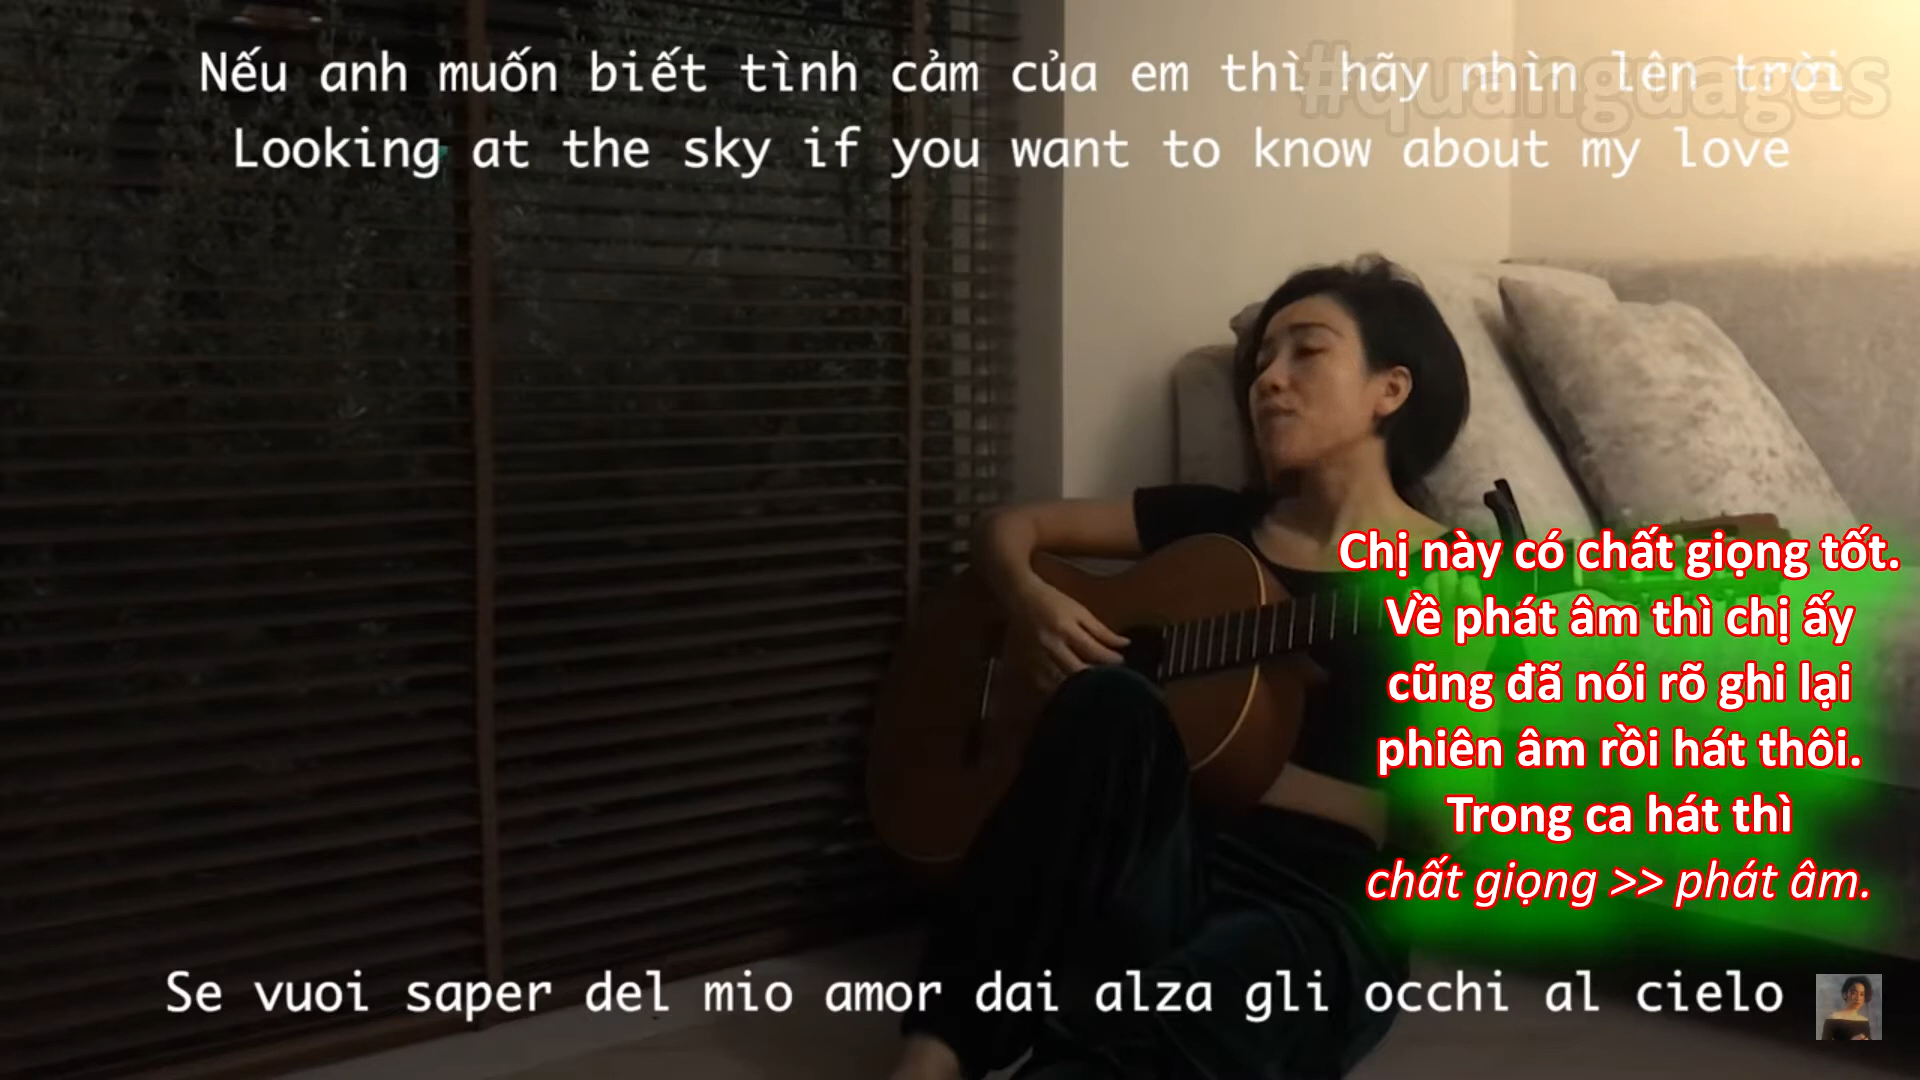 Nếu anh muốn biết tình cảm của em thì hãy nhìn lên trời
#quanguages
Looking at the sky if you want to know about my love
Chị này có chất giọng tốt.
Về phát âm thì chị ấy
cũng đã nói rõ ghi lại
phiên âm rồi hát thôi.
Trong ca hát thì
chất giọng >> phát âm.
Se vuoi saper del mio amor dai alza gli occhi al cielo